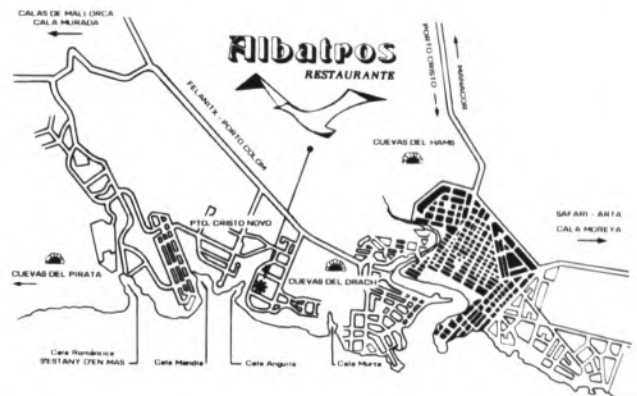 CALAS DE MALLORCA
CALA MURADA
Albatros
RESTAURANTE
FELANITX - PORTO COLOM
PORTO CRISTO
MANACOR
CUEVAS DEL HAMS
SAFARI - ARTA
CALA MOREYA
PTO. CRISTO NOVO
CUEVAS DEL PIRATA
CUEVAS DEL DRACH
Cala Romántica
S'ESTANY D'EN MAS
Cala Mandia
Cala Anguila
Cala Murta